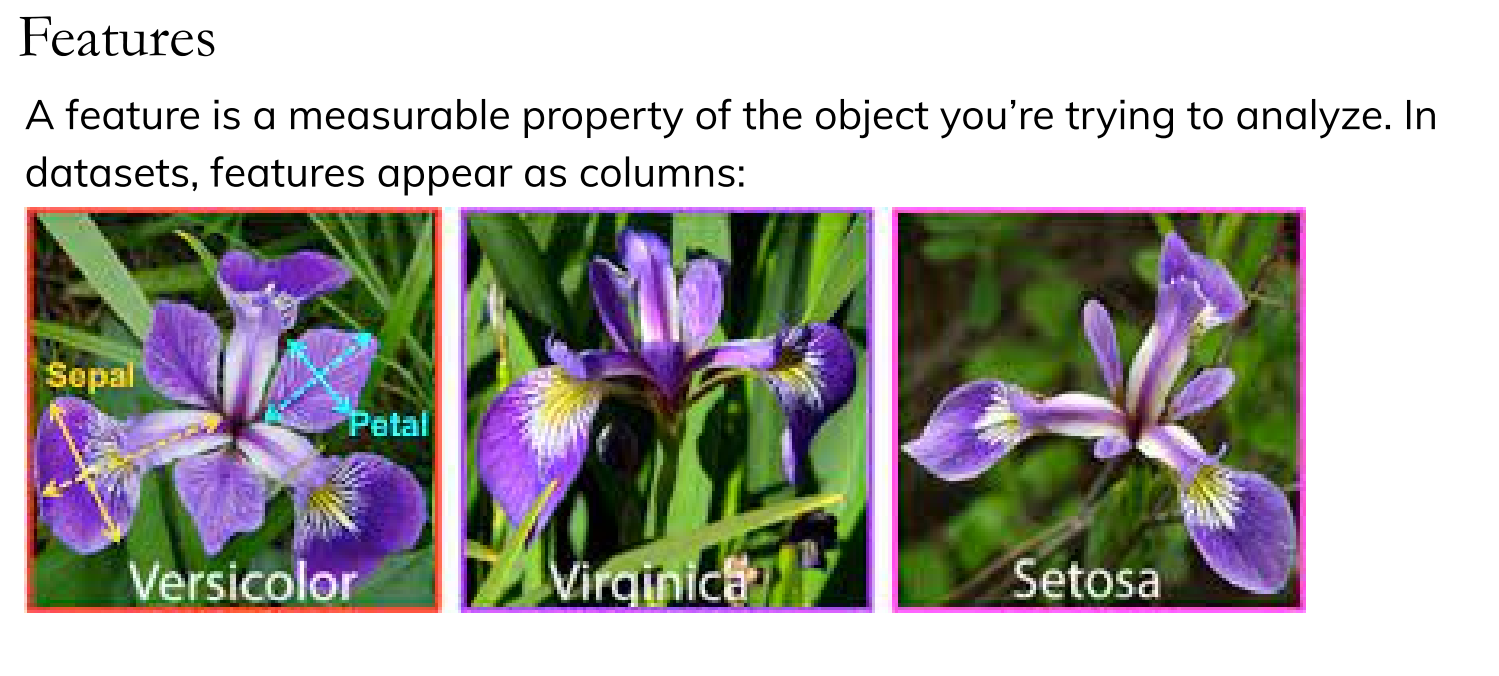 Features
A feature is a measurable property of the object you’re trying to analyze. In
datasets, features appear as columns:
Sepal
Petal
Versicolor
Virginica
Setosa